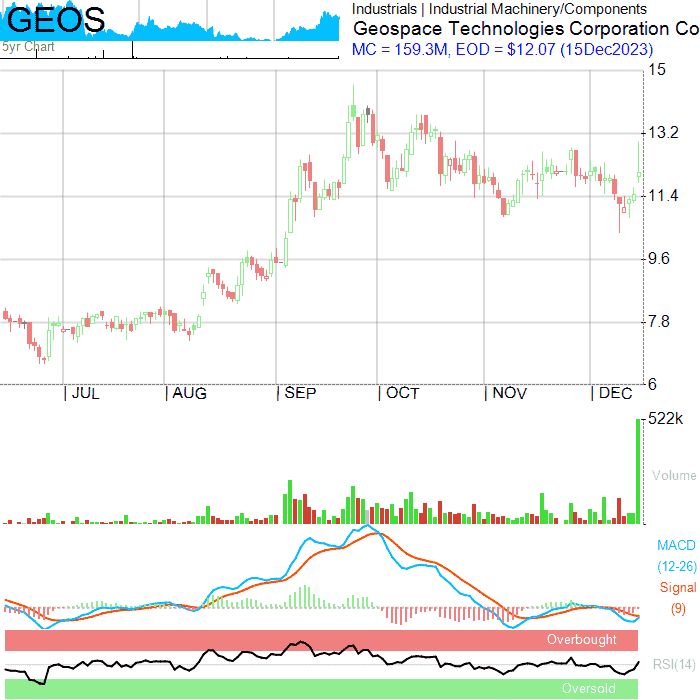 GEOS
5yr Chart
Industrials | Industrial Machinery/Components
Geospace Technologies Corporation Co
MC = 159.3M, EOD = $12.07 (15Dec2023)
15
13.2
11.4
9.6
7.8
6
| JUL | AUG | SEP | OCT | NOV | DEC
522k
Volume
MACD
(12-26)
Signal
(9)
Overbought
RSI(14)
Oversold